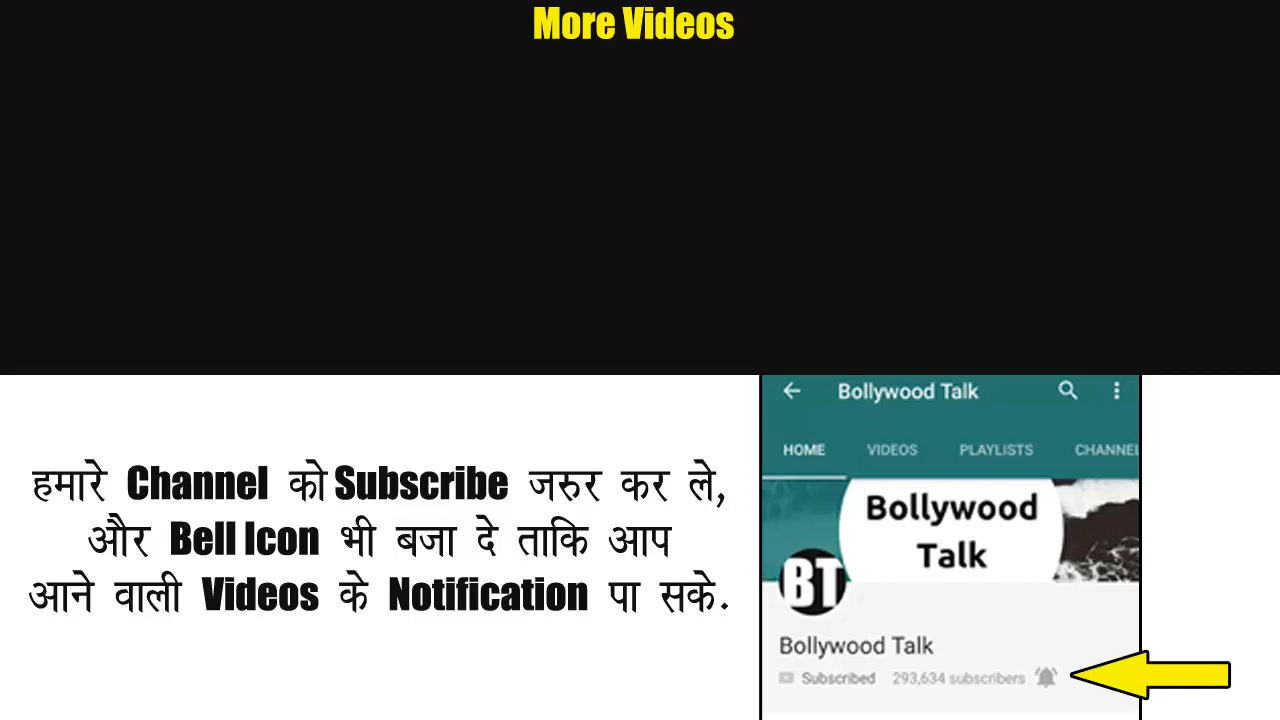 More Videos
हमारे Channel को Subscribe जरुर कर ले,
और Bell Icon भी बजा दे ताकि आप
आने वाली Videos के Notification पा सके.
Bollywood Talk
HOME VIDEOS PLAYLISTS CHANNEL
Bollywood
Talk
BT
Bollywood Talk
Subscribed 293,634 subscribers